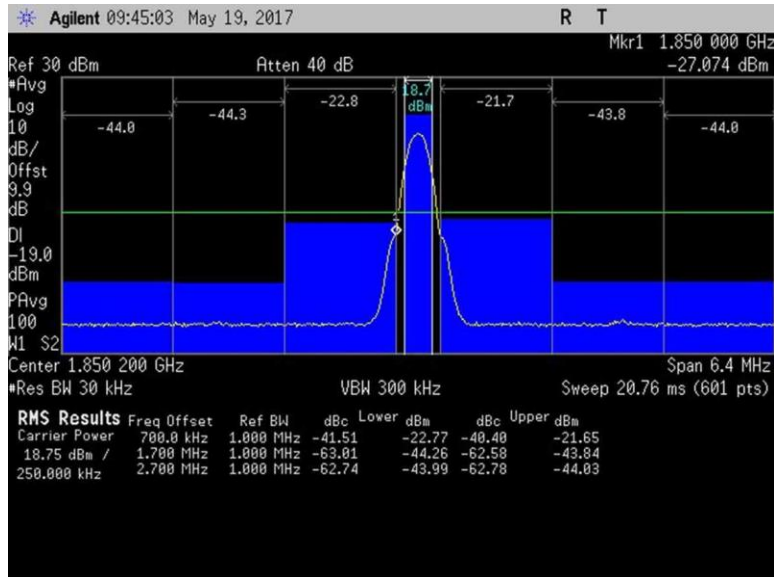 Agilent 09:45:03 May 19, 2017 R T
Mkr1 1.850 000 GHz
Ref 30 dBm Atten 40 dB -27.074 dBm
#Avg
Log
10
dB/
Offst
9.9
dB
DI
-19.0
dBm
PAvg
100
W1 S2
-44.0 -44.3 -22.8 18.7 dBm -21.7 -43.8 -44.0
1
Center 1.850 200 GHz Span 6.4 MHz
#Res BW 30 kHz VBW 300 kHz Sweep 20.76 ms (601 pts)
RMS Results Freq Offset Ref BW dBc Lower dBm dBc Upper dBm
Carrier Power 700.0 kHz 1.000 MHz -41.51 -22.77 -40.40 -21.65
18.75 dBm / 1.700 MHz 1.000 MHz -63.01 -44.26 -62.58 -43.84
250.000 kHz 2.700 MHz 1.000 MHz -62.74 -43.99 -62.78 -44.03